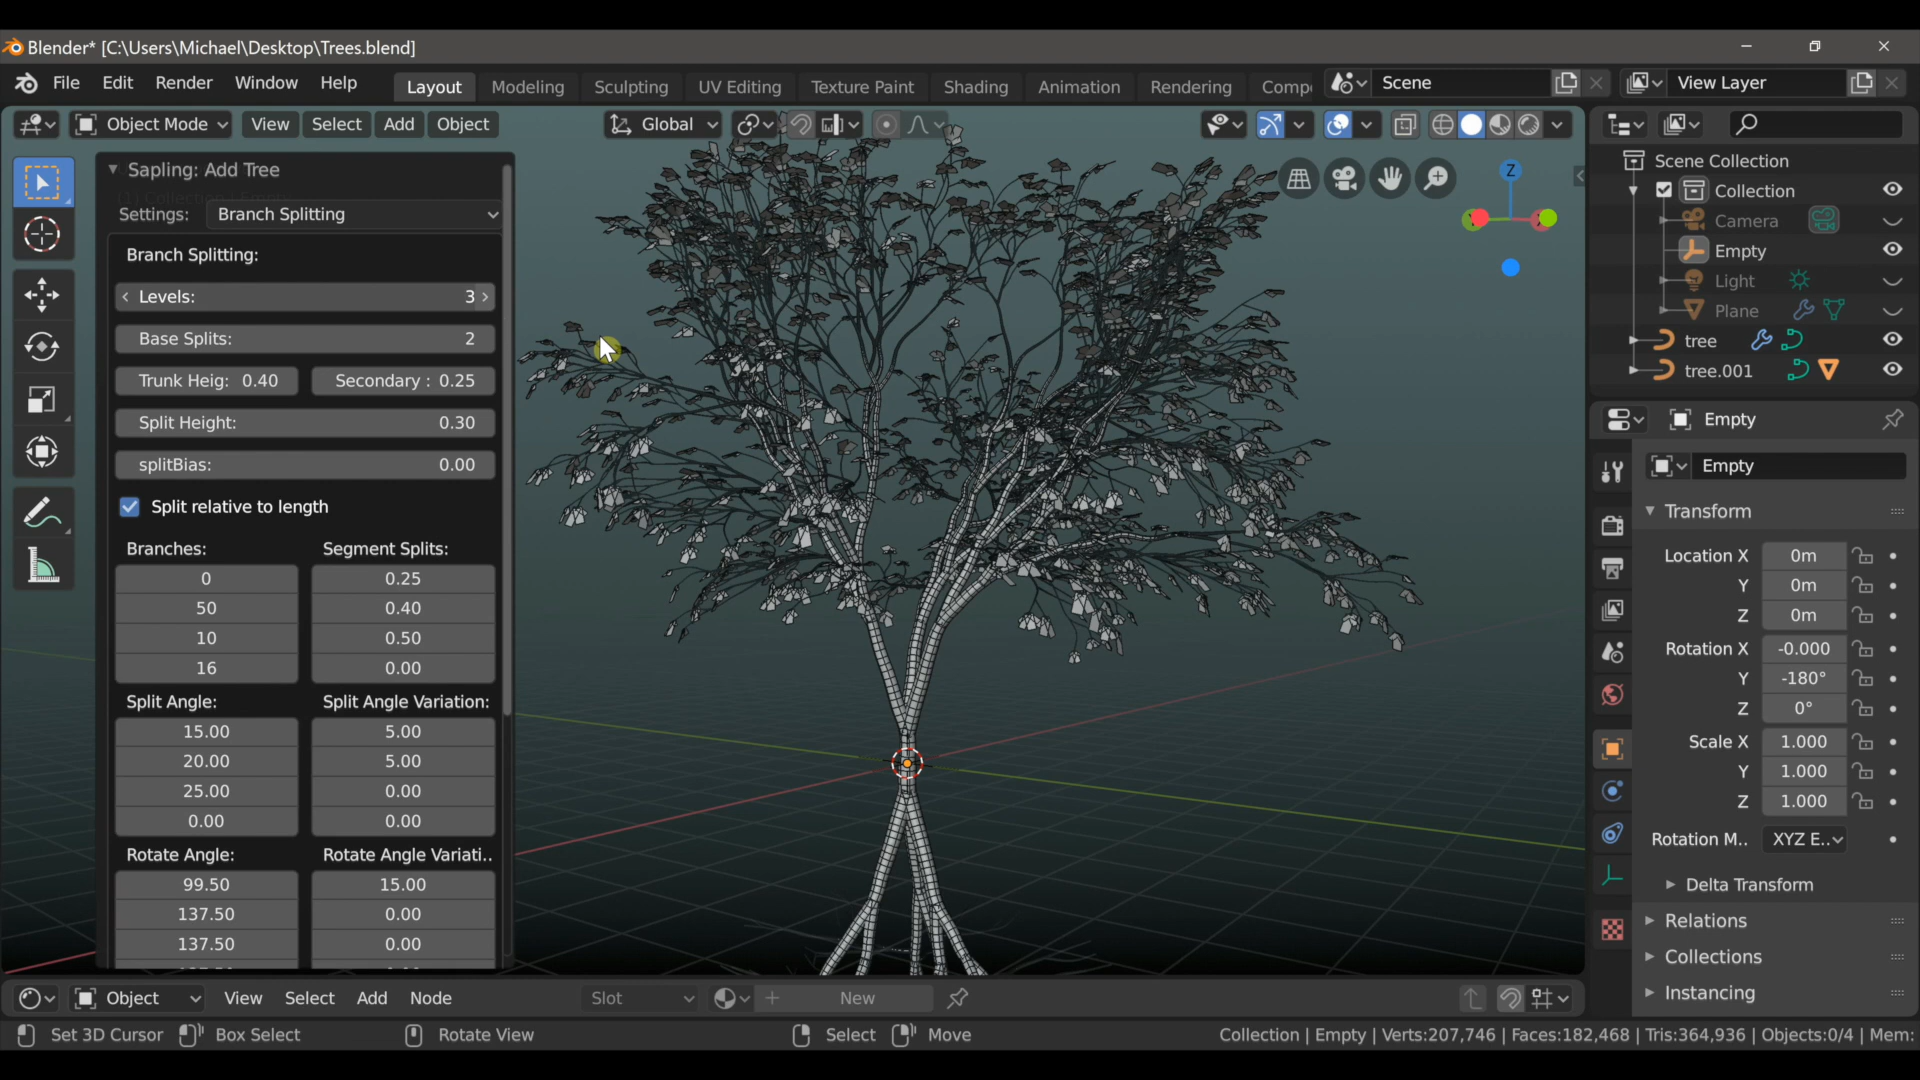 Blender* [C:\Users\Michael\Desktop\Trees.blend]
File Edit Render Window Help Layout Modeling Sculpting UV Editing Texture Paint Shading Animation Rendering Comp Scene View Layer
Object Mode View Select Add Object Global
Sapling: Add Tree
Settings: Branch Splitting
Branch Splitting:
Levels: 3
Base Splits: 2
Trunk Heig: 0.40 Secondary : 0.25
Split Height: 0.30
splitBias: 0.00
Split relative to length
Branches: Segment Splits:
0 0.25
50 0.40
10 0.50
16 0.00
Split Angle: Split Angle Variation:
15.00 5.00
20.00 5.00
25.00 0.00
0.00 0.00
Rotate Angle: Rotate Angle Variati..
99.50 15.00
137.50 0.00
137.50 0.00
Z
Scene Collection
Collection
Camera
Empty
Light
Plane
tree
tree.001
Empty
Empty
Transform
Location X 0m
Y 0m
Z 0m
Rotation X -0.000
Y -180°
Z 0°
Scale X 1.000
Y 1.000
Z 1.000
Rotation M.. XYZ E..
Delta Transform
Relations
Collections
Instancing
Object View Select Add Node Slot New
Set 3D Cursor Box Select Rotate View Select Move Collection | Empty | Verts:207,746 | Faces:182,468 | Tris:364,936 | Objects:0/4 | Mem: